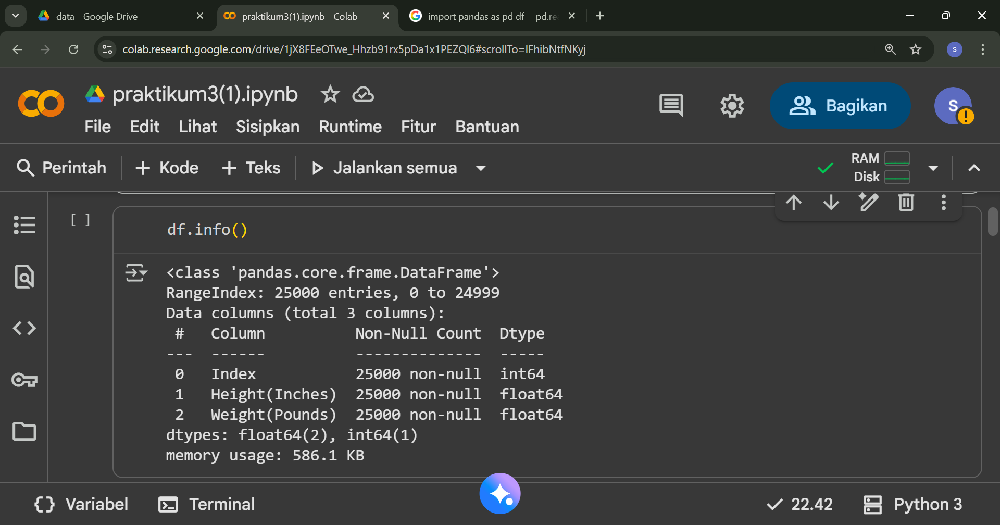 data - Google Drive
praktikum3(1).ipynb - Colab
import pandas as pd df = pd.re
colab.research.google.com/drive/1jX8FEeOTwe_Hhzb91rx5pDa1x1PEZQl6#scrollTo=lFhibNtfNKyj
S
praktikum3(1).ipynb
File Edit Lihat Sisipkan Runtime Fitur Bantuan
Bagikan
S
Perintah
Kode
Teks
Jalankan semua
RAM
Disk
[ ]
df.info()
<class 'pandas.core.frame.DataFrame'>
RangeIndex: 25000 entries, 0 to 24999
Data columns (total 3 columns):
 #   Column          Non-Null Count  Dtype
---  ------          --------------  -----
 0   Index           25000 non-null  int64
 1   Height(Inches)  25000 non-null  float64
 2   Weight(Pounds)  25000 non-null  float64
dtypes: float64(2), int64(1)
memory usage: 586.1 KB
Variabel
Terminal
22.42
Python 3